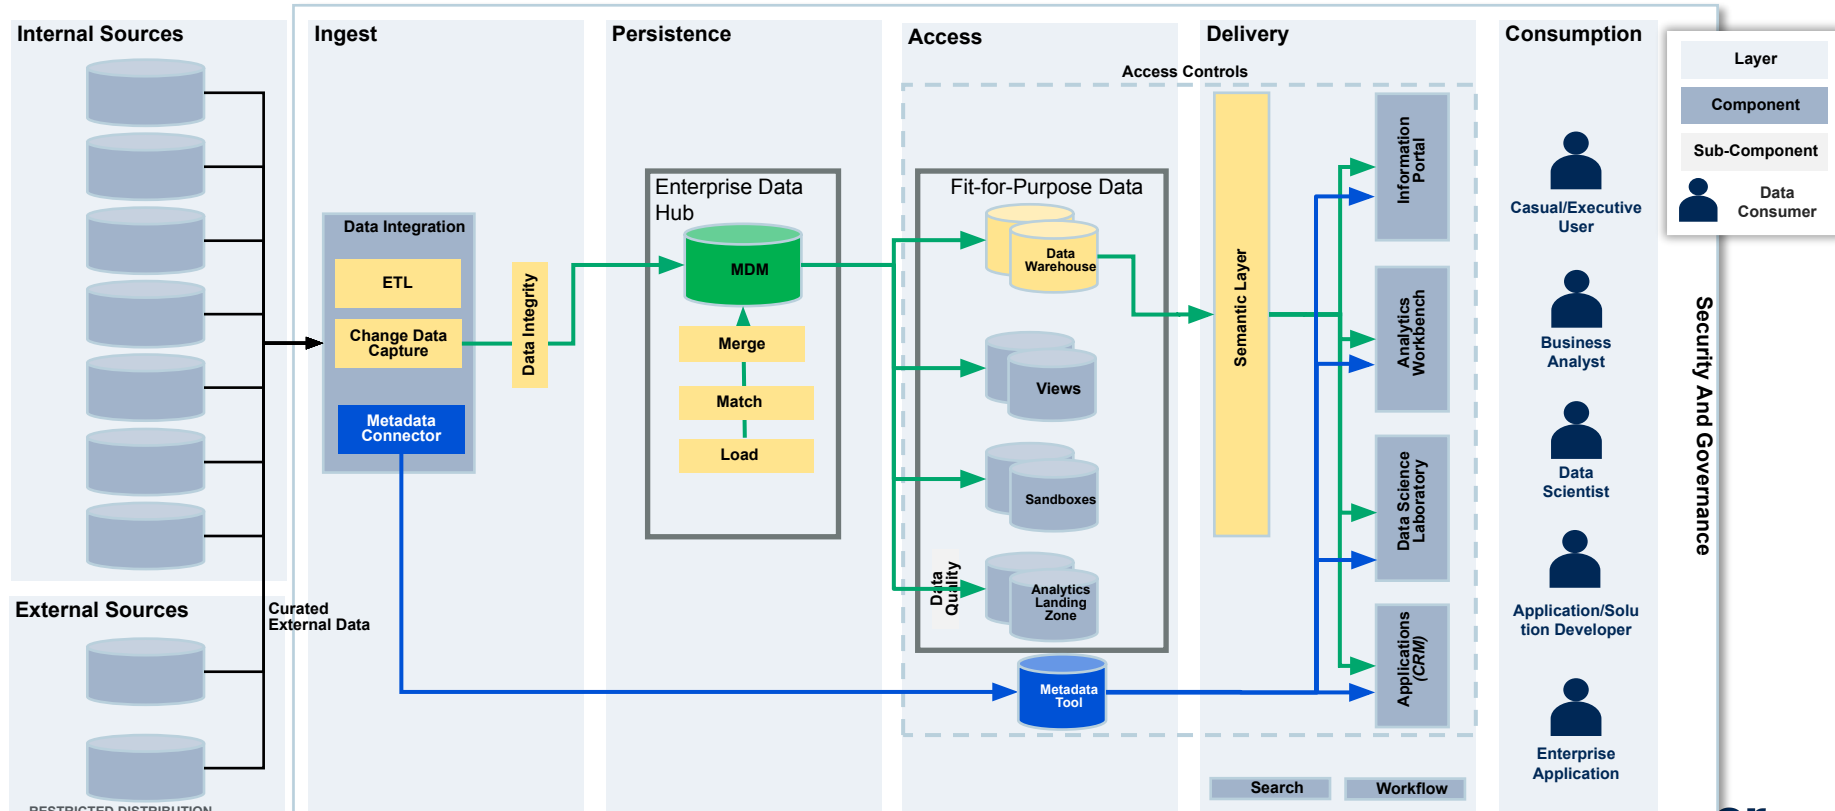 Internal Sources
Ingest
Persistence
Access
Delivery
Consumption
Layer
Component
Sub-Component
Data
Consumer
Access Controls
Enterprise Data
Hub
Fit-for-Purpose Data
Data Integration
ETL
Change Data
Capture
Metadata
Connector
Data Integrity
MDM
Merge
Match
Load
Data
Warehouse
Views
Sandboxes
Data
Quality
Analytics
Landing
Zone
Metadata
Tool
Semantic Layer
Information
Portal
Analytics
Workbench
Data Science
Laboratory
Applications
(CRM)
Casual/Executive
User
Business
Analyst
Data
Scientist
Application/Solu
tion Developer
Enterprise
Application
Security And Governance
External Sources
Curated
External Data
Search
Workflow
RESTRICTED DISTRIBUTION